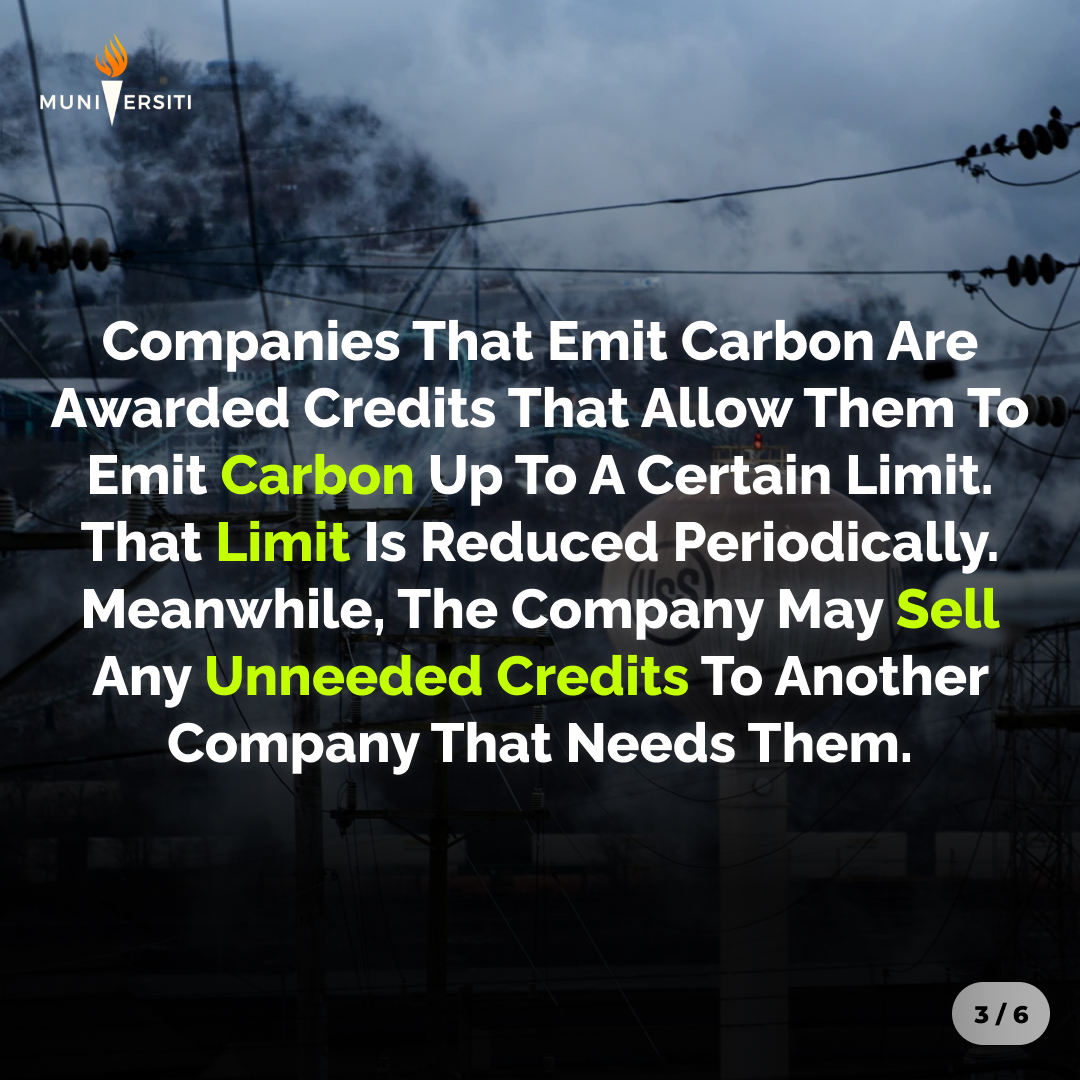 MUNIVERSITI
Companies That Emit Carbon Are
Awarded Credits That Allow Them To
Emit Carbon Up To A Certain Limit.
That Limit Is Reduced Periodically.
Meanwhile, The Company May Sell
USS
Any Unneeded Credits To Another
Company That Needs Them.
3 / 6